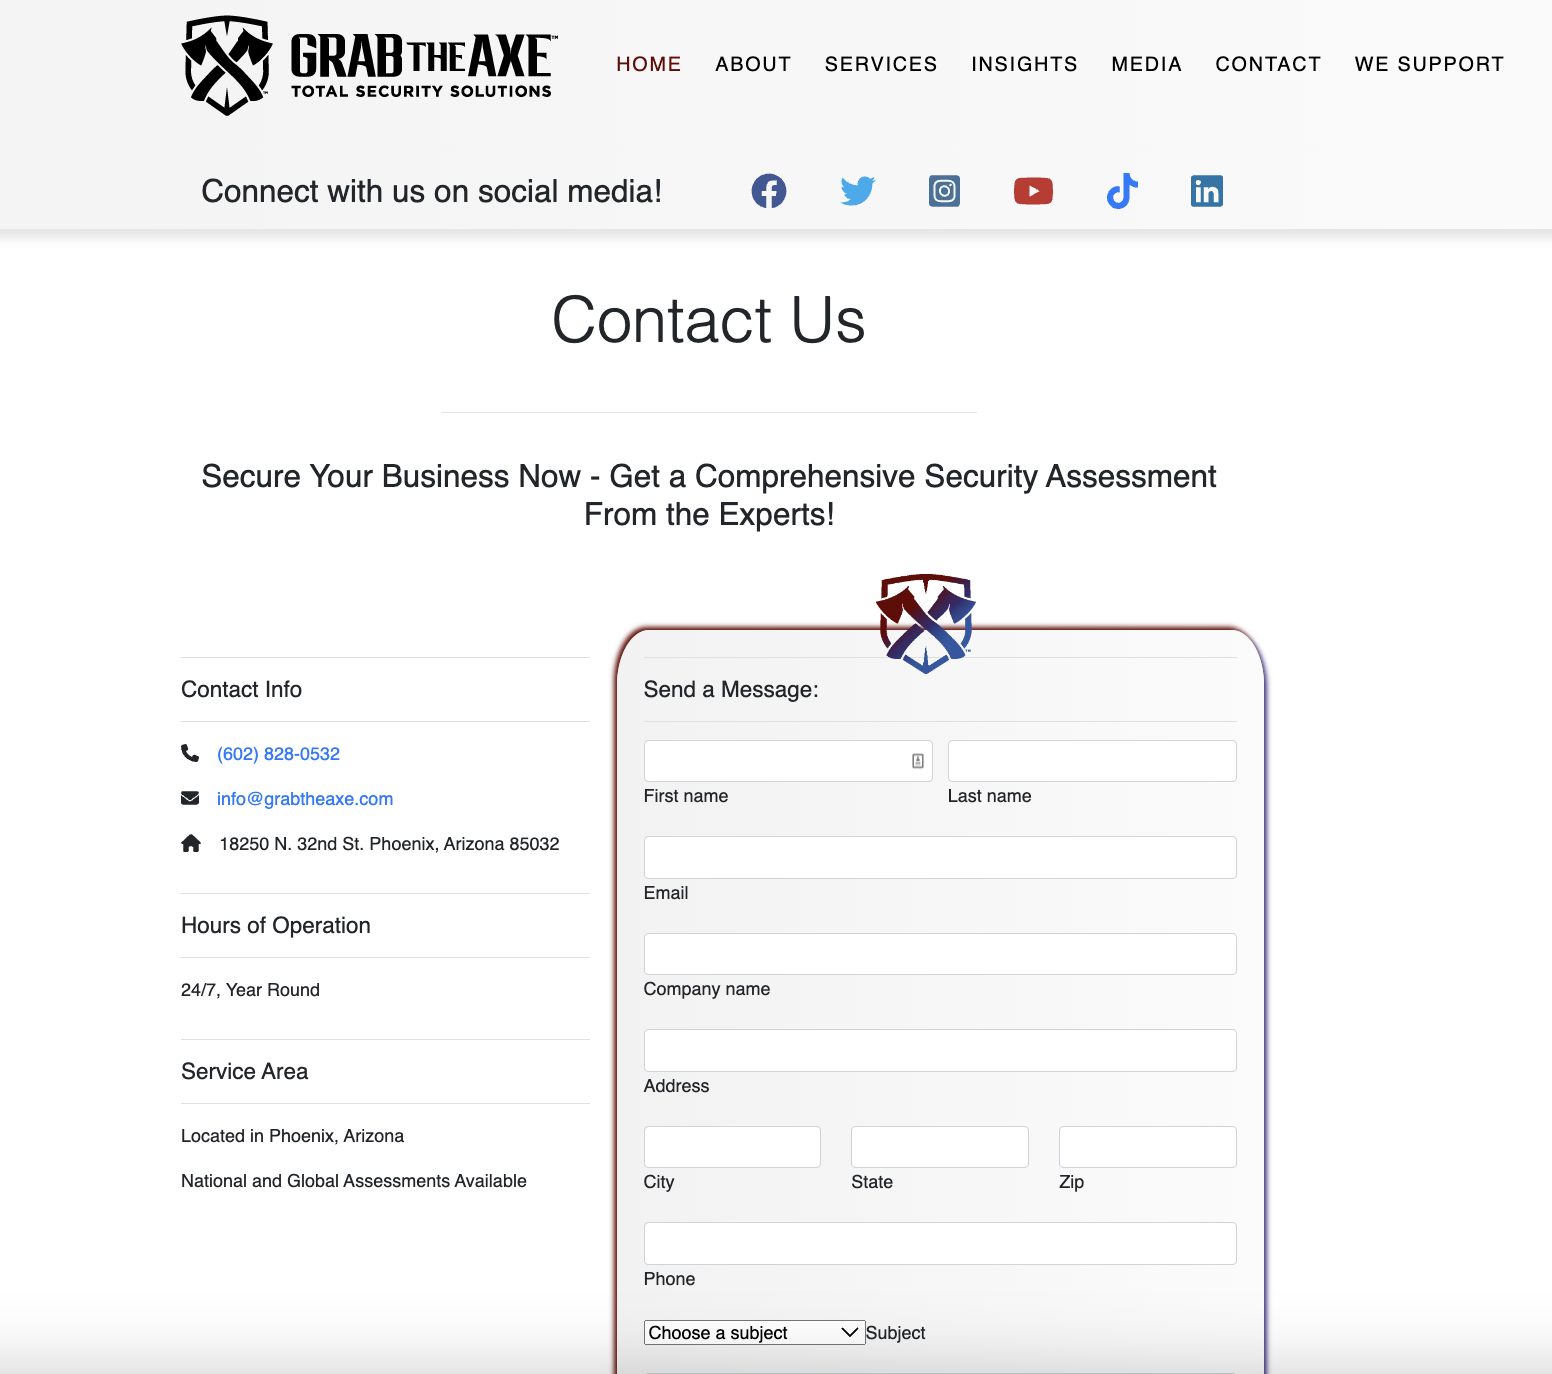 GRAB THE AXE™
TOTAL SECURITY SOLUTIONS
HOME ABOUT SERVICES INSIGHTS MEDIA CONTACT WE SUPPORT
Connect with us on social media!
Contact Us
Secure Your Business Now - Get a Comprehensive Security Assessment
From the Experts!
Contact Info
(602) 828-0532
info@grabtheaxe.com
18250 N. 32nd St. Phoenix, Arizona 85032
Hours of Operation
24/7, Year Round
Service Area
Located in Phoenix, Arizona
National and Global Assessments Available
Send a Message:
First name Last name
Email
Company name
Address
City State Zip
Phone
Choose a subject Subject